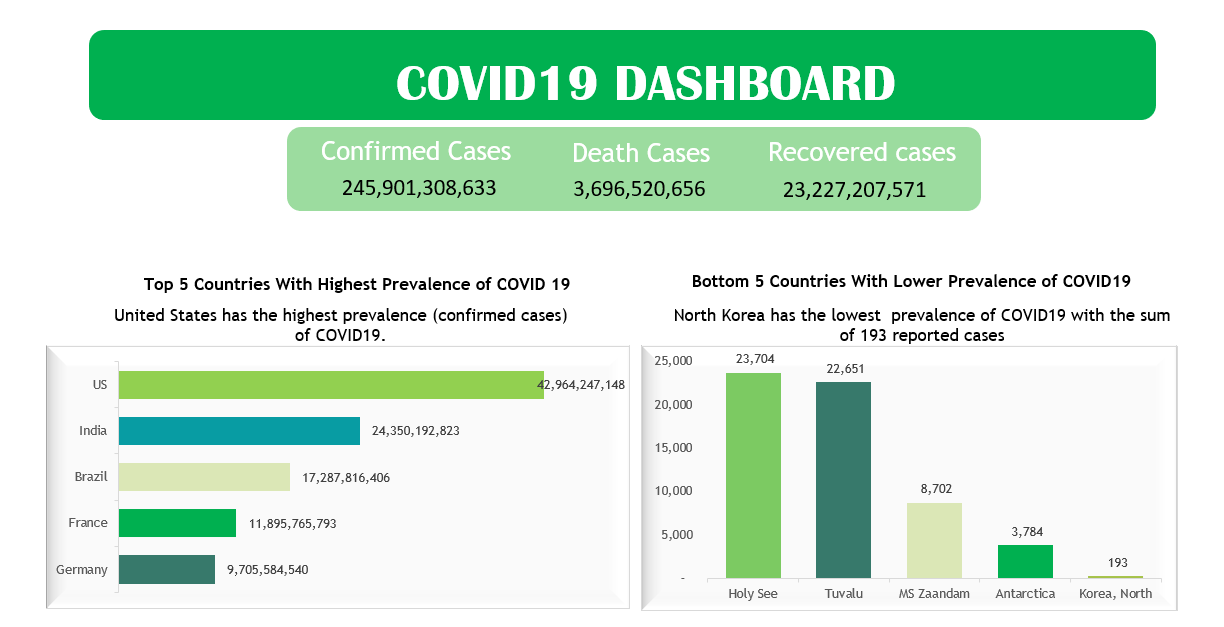 COVID19 DASHBOARD
Confirmed Cases
245,901,308,633
Death Cases
3,696,520,656
Recovered cases
23,227,207,571
Top 5 Countries With Highest Prevalence of COVID 19
United States has the highest prevalence (confirmed cases)
of COVID19.
US
42,964,247,148
India
24,350,192,823
Brazil
17,287,816,406
France
11,895,765,793
Germany
9,705,584,540
Bottom 5 Countries With Lower Prevalence of COVID19
North Korea has the lowest  prevalence of COVID19 with the sum
of 193 reported cases
25,000
20,000
15,000
10,000
5,000
-
23,704
22,651
8,702
3,784
193
Holy See
Tuvalu
MS Zaandam
Antarctica
Korea, North